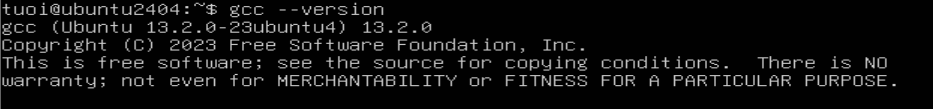 tuoi@ubuntu2404:~$ gcc --version
gcc (Ubuntu 13.2.0-23ubuntu4) 13.2.0
Copyright (C) 2023 Free Software Foundation, Inc.
This is free software; see the source for copying conditions.  There is NO
warranty; not even for MERCHANTABILITY or FITNESS FOR A PARTICULAR PURPOSE.